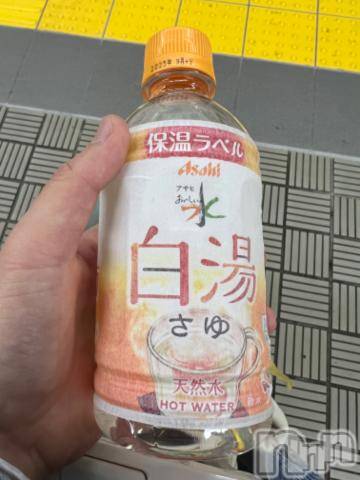 保温ラベル
Asahi
アサヒ
おいしい
水
白湯
さゆ
天然水
HOT WATER